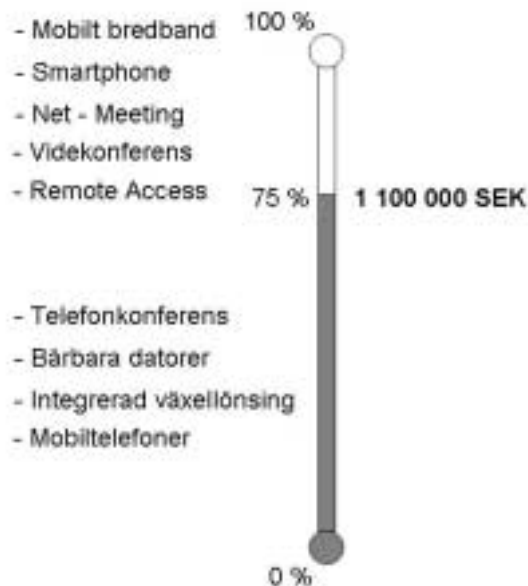 - Mobilt bredband
100 %
- Smartphone
- Net - Meeting
- Videkonferens
- Remote Access
75 %
1 100 000 SEK
- Telefonkonferens
- Bärbara datorer
- Integrerad växellönsing
- Mobiltelefoner
0 %